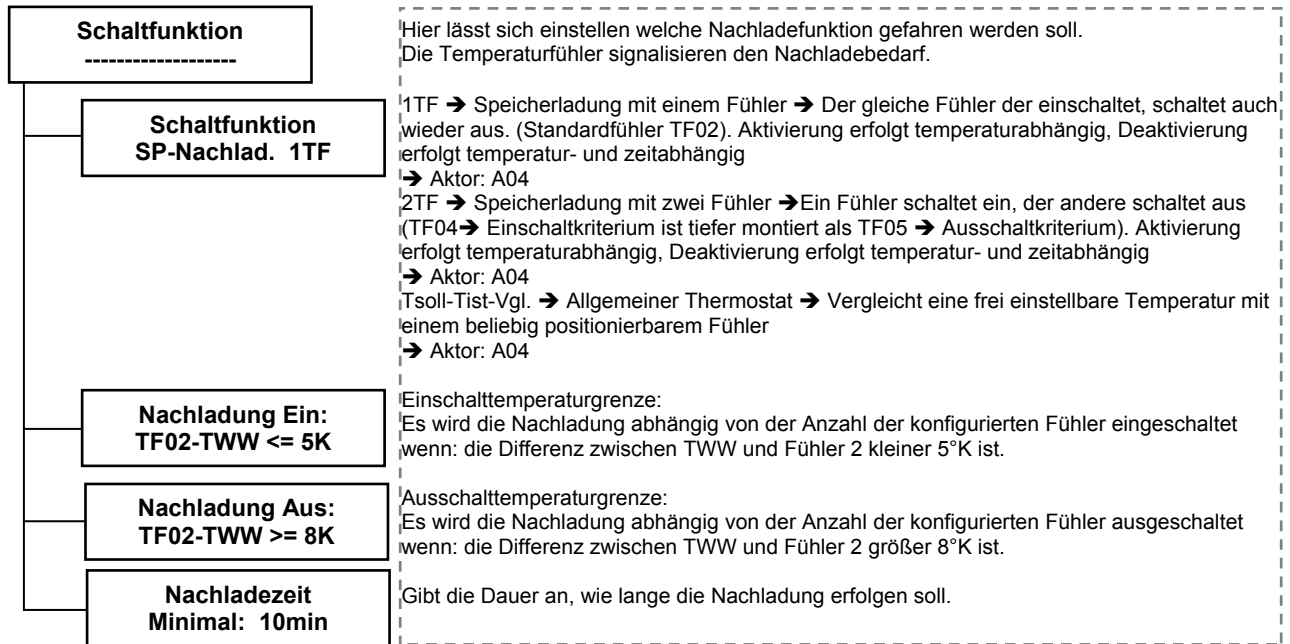 Schaltfunktion
-------------------
Hier lässt sich einstellen welche Nachladefunktion gefahren werden soll.
Die Temperaturfühler signalisieren den Nachladebedarf.
Schaltfunktion
SP-Nachlad. 1TF
1TF ➔ Speicherladung mit einem Fühler ➔ Der gleiche Fühler der einschaltet, schaltet auch
wieder aus. (Standardfühler TF02). Aktivierung erfolgt temperaturabhängig, Deaktivierung
erfolgt temperatur- und zeitabhängig
➔ Aktor: A04
2TF ➔ Speicherladung mit zwei Fühler ➔Ein Fühler schaltet ein, der andere schaltet aus
(TF04➔ Einschaltkriterium ist tiefer montiert als TF05 ➔ Ausschaltkriterium). Aktivierung
erfolgt temperaturabhängig, Deaktivierung erfolgt temperatur- und zeitabhängig
➔ Aktor: A04
Tsoll-Tist-Vgl. ➔ Allgemeiner Thermostat ➔ Vergleicht eine frei einstellbare Temperatur mit
einem beliebig positionierbarem Fühler
➔ Aktor: A04
Nachladung Ein:
TF02-TWW <= 5K
Einschalttemperaturgrenze:
Es wird die Nachladung abhängig von der Anzahl der konfigurierten Fühler eingeschaltet
wenn: die Differenz zwischen TWW und Fühler 2 kleiner 5°K ist.
Nachladung Aus:
TF02-TWW >= 8K
Ausschalttemperaturgrenze:
Es wird die Nachladung abhängig von der Anzahl der konfigurierten Fühler ausgeschaltet
wenn: die Differenz zwischen TWW und Fühler 2 größer 8°K ist.
Nachladezeit
Minimal: 10min
Gibt die Dauer an, wie lange die Nachladung erfolgen soll.